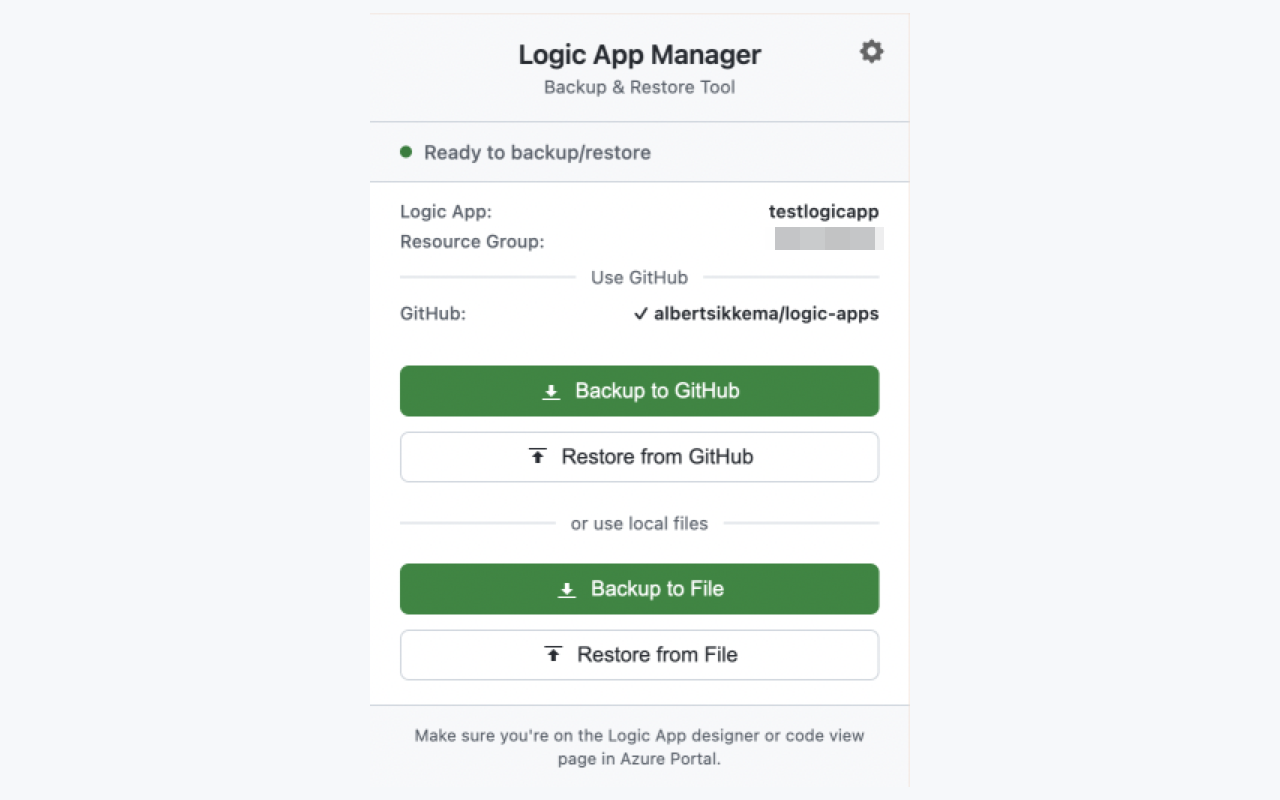 Logic App Manager
Backup & Restore Tool
Ready to backup/restore
Logic App: testlogicapp
Resource Group:
Use GitHub
GitHub: ✓ albertsikkema/logic-apps
Backup to GitHub
Restore from GitHub
or use local files
Backup to File
Restore from File
Make sure you're on the Logic App designer or code view
page in Azure Portal.